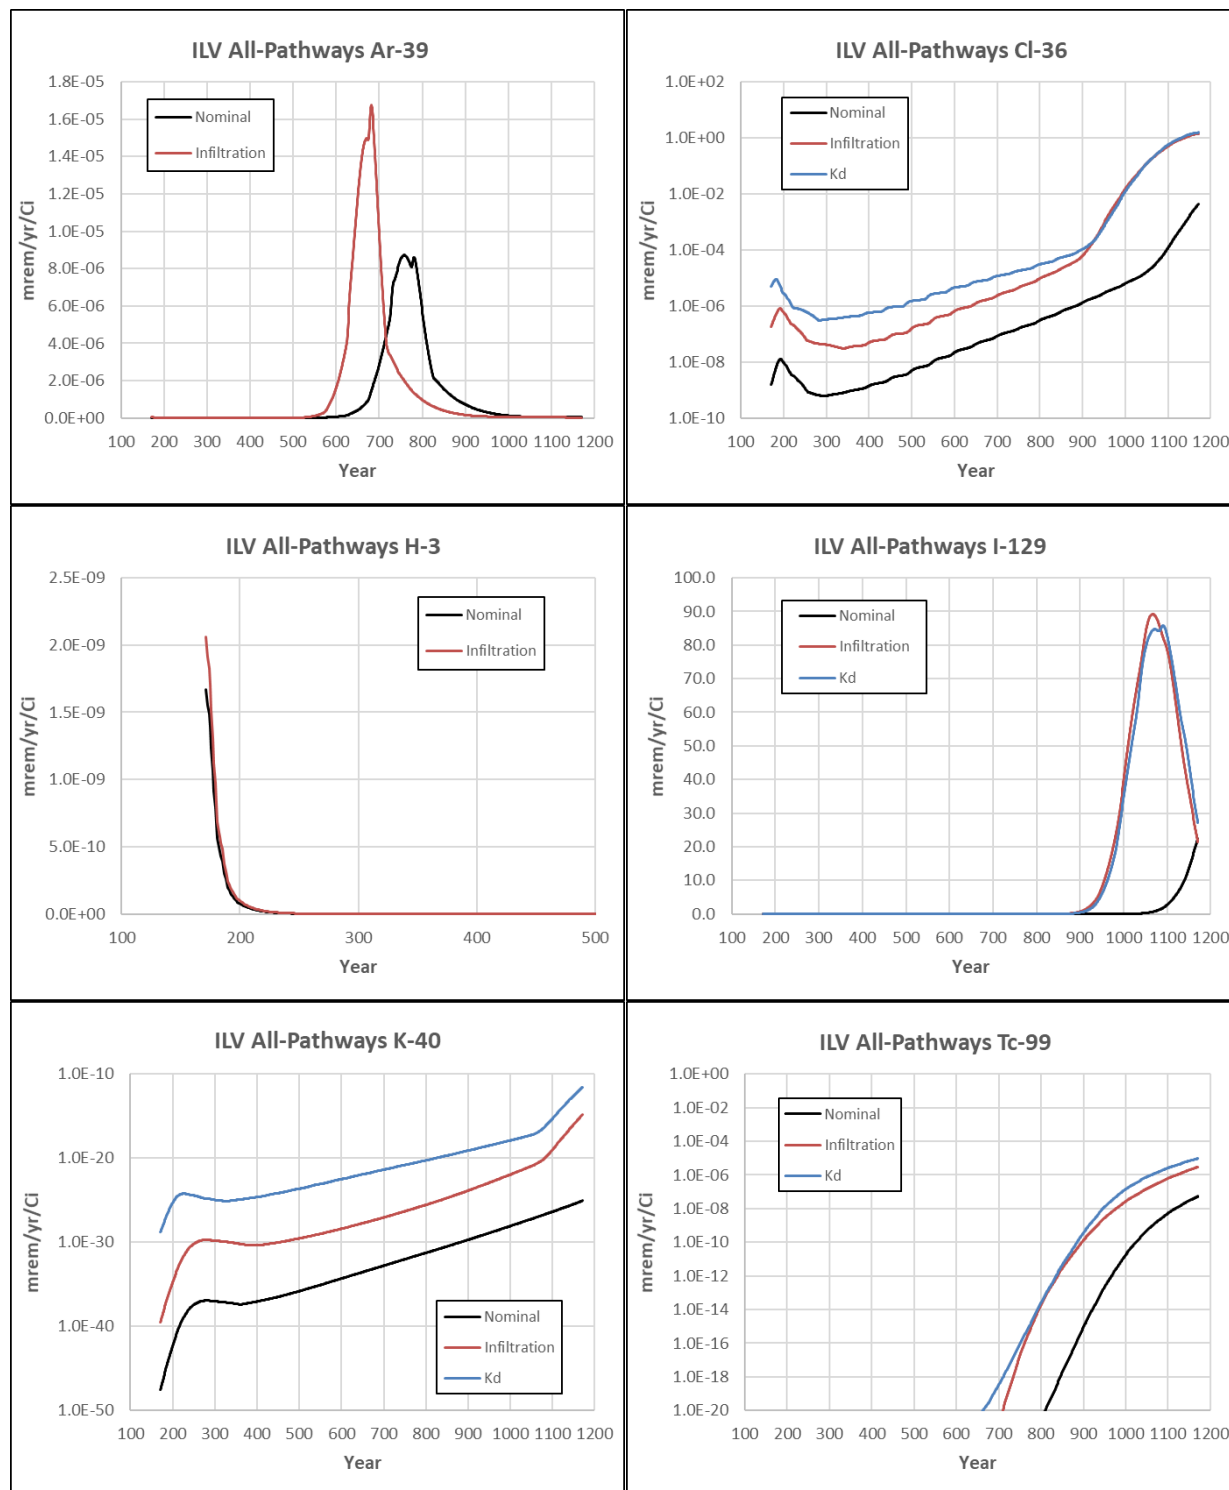 ILV All-Pathways Ar-39
1.8E-05
1.6E-05
1.4E-05
1.2E-05
1.0E-05
8.0E-06
6.0E-06
4.0E-06
2.0E-06
0.0E+00
mrem/yr/Ci
Nominal
Infiltration
100 200 300 400 500 600 700 800 900 1000 1100 1200
Year
ILV All-Pathways Cl-36
1.0E+02
1.0E+00
1.0E-02
1.0E-04
1.0E-06
1.0E-08
1.0E-10
mrem/yr/Ci
Nominal
Infiltration
Kd
100 200 300 400 500 600 700 800 900 1000 1100 1200
Year
ILV All-Pathways H-3
2.5E-09
2.0E-09
1.5E-09
1.0E-09
5.0E-10
0.0E+00
mrem/yr/Ci
Nominal
Infiltration
100 200 300 400 500
Year
ILV All-Pathways I-129
100.0
90.0
80.0
70.0
60.0
50.0
40.0
30.0
20.0
10.0
0.0
mrem/yr/Ci
Nominal
Infiltration
Kd
100 200 300 400 500 600 700 800 900 1000 1100 1200
Year
ILV All-Pathways K-40
1.0E-10
1.0E-20
1.0E-30
1.0E-40
1.0E-50
mrem/yr/Ci
Nominal
Infiltration
Kd
100 200 300 400 500 600 700 800 900 1000 1100 1200
Year
ILV All-Pathways Tc-99
1.0E+00
1.0E-02
1.0E-04
1.0E-06
1.0E-08
1.0E-10
1.0E-12
1.0E-14
1.0E-16
1.0E-18
1.0E-20
mrem/yr/Ci
Nominal
Infiltration
Kd
100 200 300 400 500 600 700 800 900 1000 1100 1200
Year